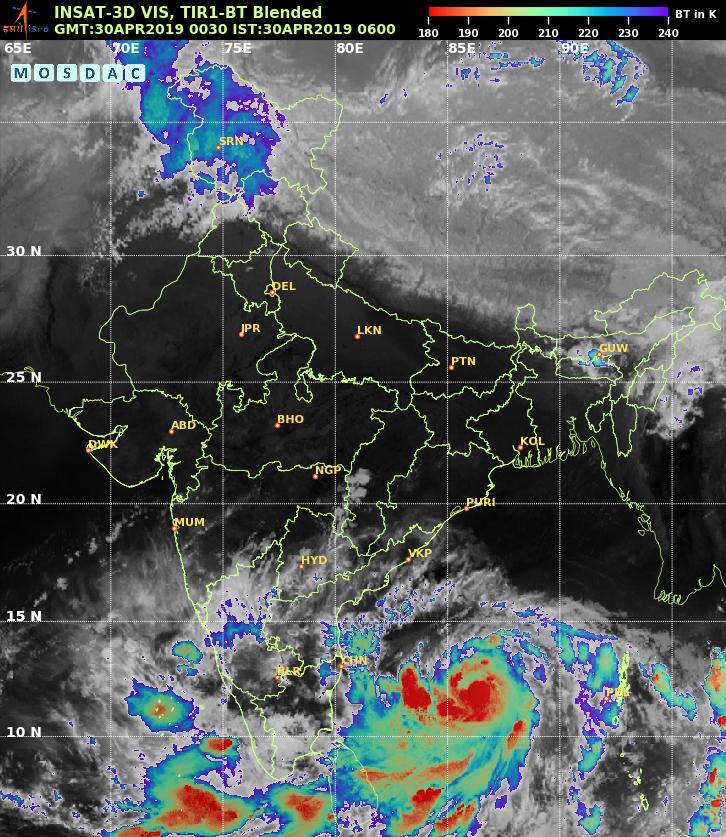 INSAT-3D VIS, TIR1-BT Blended
GMT:30APR2019 0030 IST:30APR2019 0600
BT in K
180 190 200 210 220 230 240
65E 70E 75E 80E 85E 90E
M O S D A C
SRN
30 N
DEL
JPR
LKN
GUW
PTN
25 N
ABD
BHO
DWK
KOL
NGP
20 N
PURI
MUM
VKP
HYD
15 N
CHN
BLR
PBL
10 N